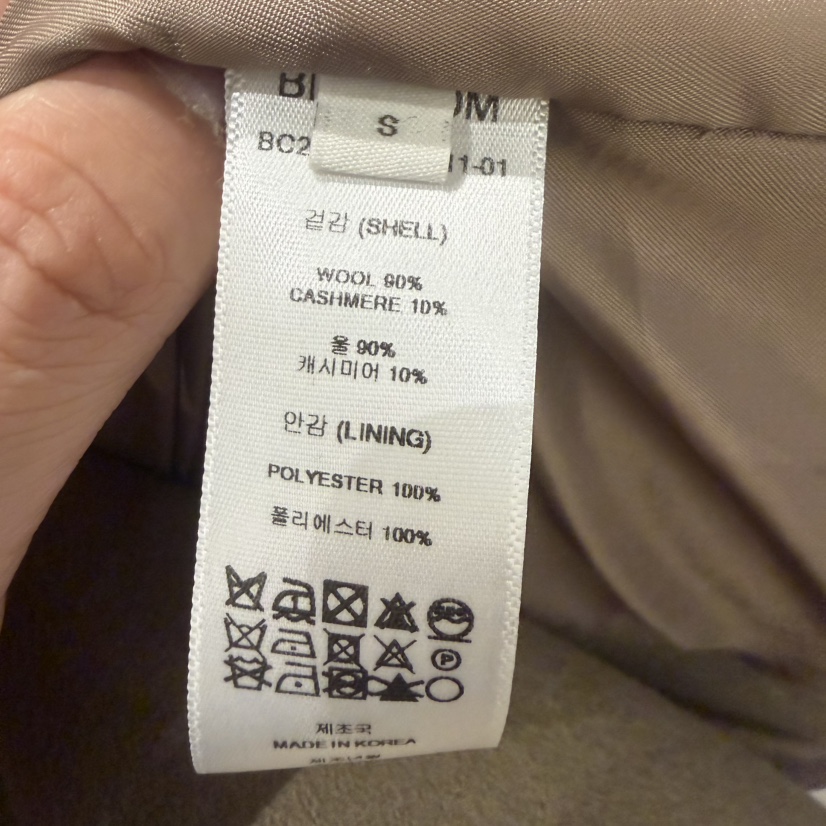 S
겉감 (SHELL)
WOOL 90%
CASHMERE 10%
울 90%
캐시미어 10%
안감 (LINING)
POLYESTER 100%
폴리에스터 100%
P
제조국
MADE IN KOREA